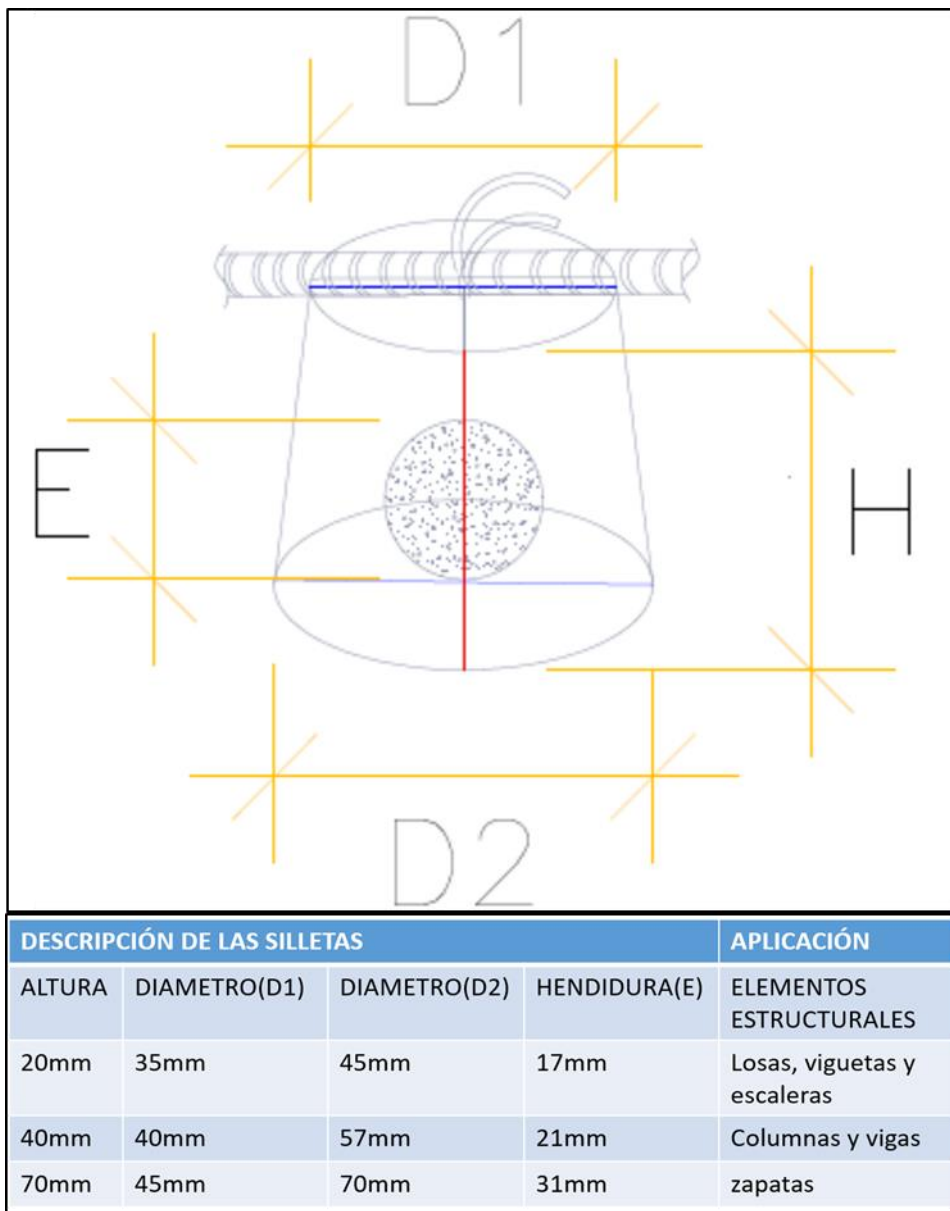 D1
E
H
D2
DESCRIPCIÓN DE LAS SILLETAS APLICACIÓN
ALTURA DIAMETRO(D1) DIAMETRO(D2) HENDIDURA(E) ELEMENTOS
ESTRUCTURALES
20mm 35mm 45mm 17mm Losas, viguetas y
escaleras
40mm 40mm 57mm 21mm Columnas y vigas
70mm 45mm 70mm 31mm zapatas